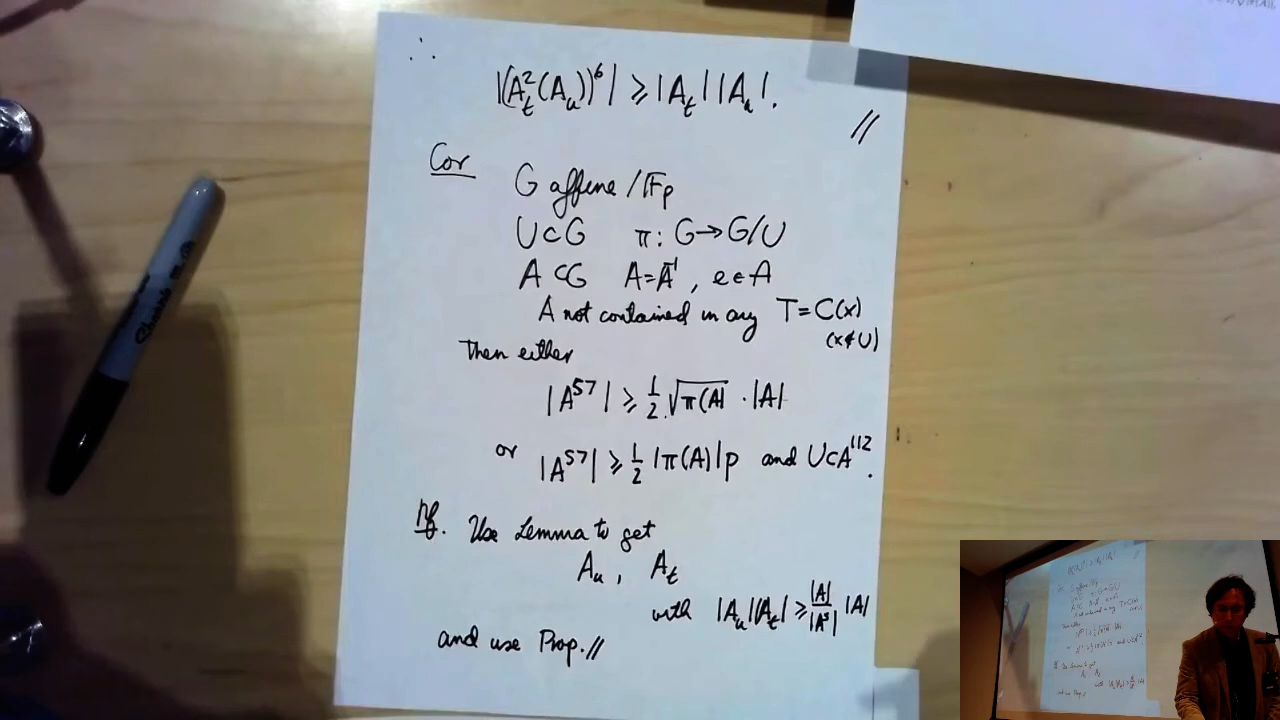 ∴
|(A_t^2(A_u))^6| ⩾ |A_t||A_u|. //
Cor G affine /𝔽p
U⊂G π: G→G/U
A⊂G A=A^-1, e∈A
A not contained in any T=C(x)
(x∉U)
Then either
|A^57| ⩾ 1/2 √|π(A)| · |A|
or |A^57| ⩾ 1/2 |π(A)|p and U⊂A^112.
Pf. Use Lemma to get
A_u, A_t
with |A_u||A_t| ⩾ |A|/|A^3| |A|
and use Prop. //
Sharpie